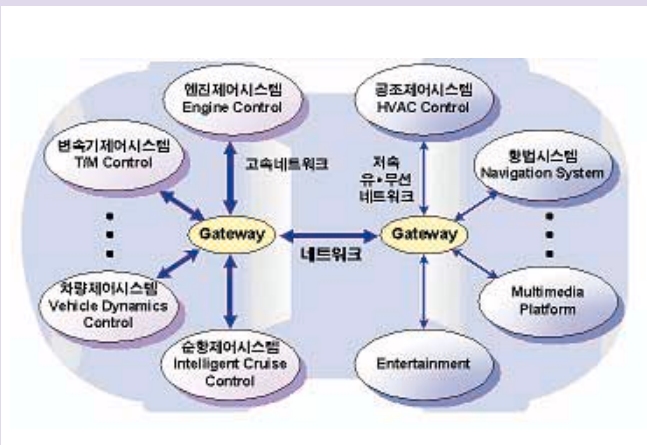 엔진제어시스템
Engine Control
공조제어시스템
HVAC Control
변속기제어시스템
T/M Control
고속네트워크
저속
유•무선
네트워크
항법시스템
Navigation System
Gateway
네트워크
Gateway
차량제어시스템
Vehicle Dynamics
Control
Multimedia
Platform
순항제어시스템
Intelligent Cruise
Control
Entertainment